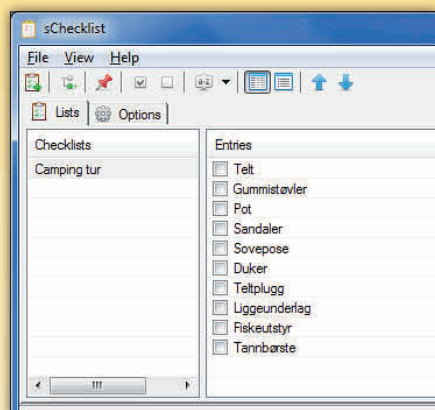 sChecklist
File View Help
a-z
Lists Options
Checklists Entries
Camping tur
Telt
Gummistøvler
Pot
Sandaler
Sovepose
Duker
Teltplugg
Liggeunderlag
Fiskeutstyr
Tannbørste